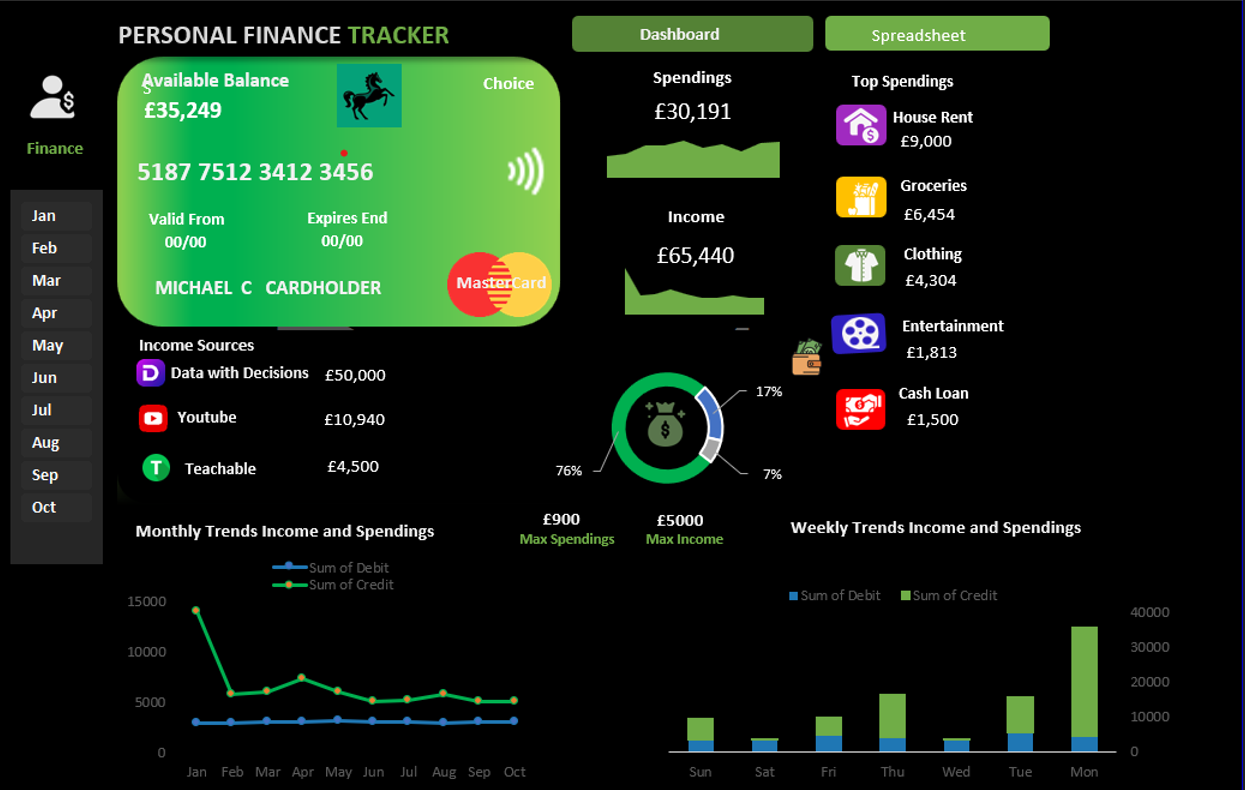 PERSONAL FINANCE TRACKER
Dashboard
Spreadsheet
Finance
Jan
Feb
Mar
Apr
May
Jun
Jul
Aug
Sep
Oct
Available Balance
S
£35,249
Choice
5187 7512 3412 3456
Valid From
00/00
Expires End
00/00
MICHAEL C CARDHOLDER
MasterCard
Spendings
£30,191
Income
£65,440
Top Spendings
House Rent
£9,000
Groceries
£6,454
Clothing
£4,304
Entertainment
£1,813
Cash Loan
£1,500
Income Sources
D
Data with Decisions
£50,000
Youtube
£10,940
T
Teachable
£4,500
$
17%
76%
7%
£900
Max Spendings
£5000
Max Income
Monthly Trends Income and Spendings
Sum of Debit
Sum of Credit
15000
10000
5000
0
Jan Feb Mar Apr May Jun Jul Aug Sep Oct
Weekly Trends Income and Spendings
Sum of Debit Sum of Credit
40000
30000
20000
10000
0
Sun Sat Fri Thu Wed Tue Mon